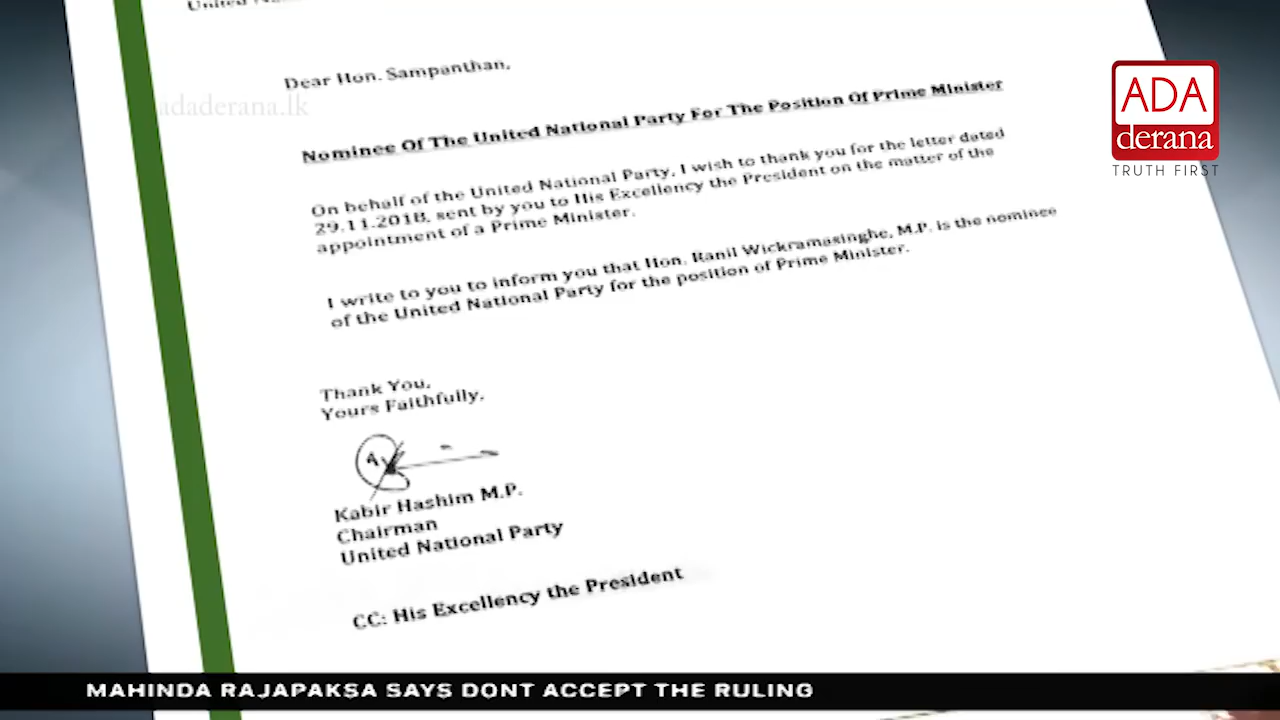 United
Dear Hon. Sampanthan,
adaderana.lk
Nominee Of The United National Party For The Position Of Prime Minister
On behalf of the United National Party, I wish to thank you for the letter dated
29.11.2018, sent by you to His Excellency the President on the matter of the
appointment of a Prime Minister.
I write to you to inform you that Hon. Ranil Wickramasinghe, M.P. is the nominee
of the United National Party for the position of Prime Minister.
Thank You,
Yours Faithfully,
Kabir Hashim M.P.
Chairman
United National Party
CC: His Excellency the President
ADA
derana
TRUTH FIRST
MAHINDA RAJAPAKSA SAYS DONT ACCEPT THE RULING